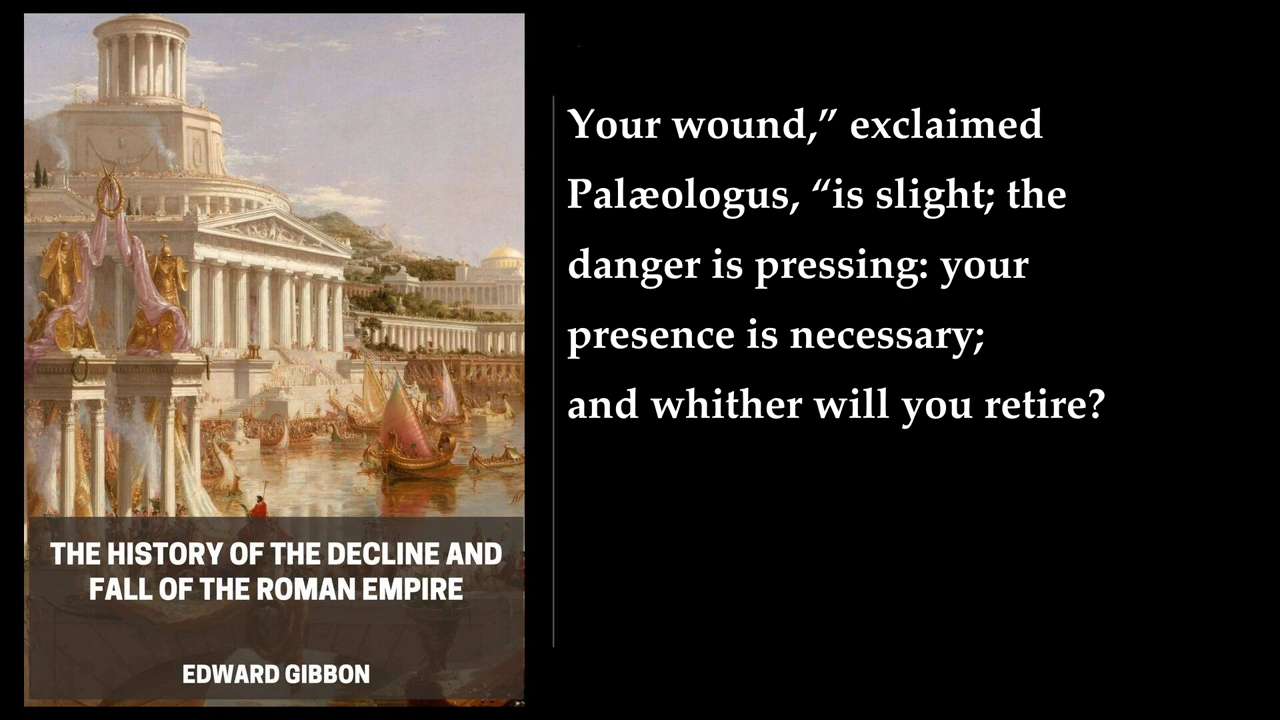 Your wound,” exclaimed
Palæologus, “is slight; the
danger is pressing: your
presence is necessary;
and whither will you retire?
THE HISTORY OF THE DECLINE AND
FALL OF THE ROMAN EMPIRE
EDWARD GIBBON